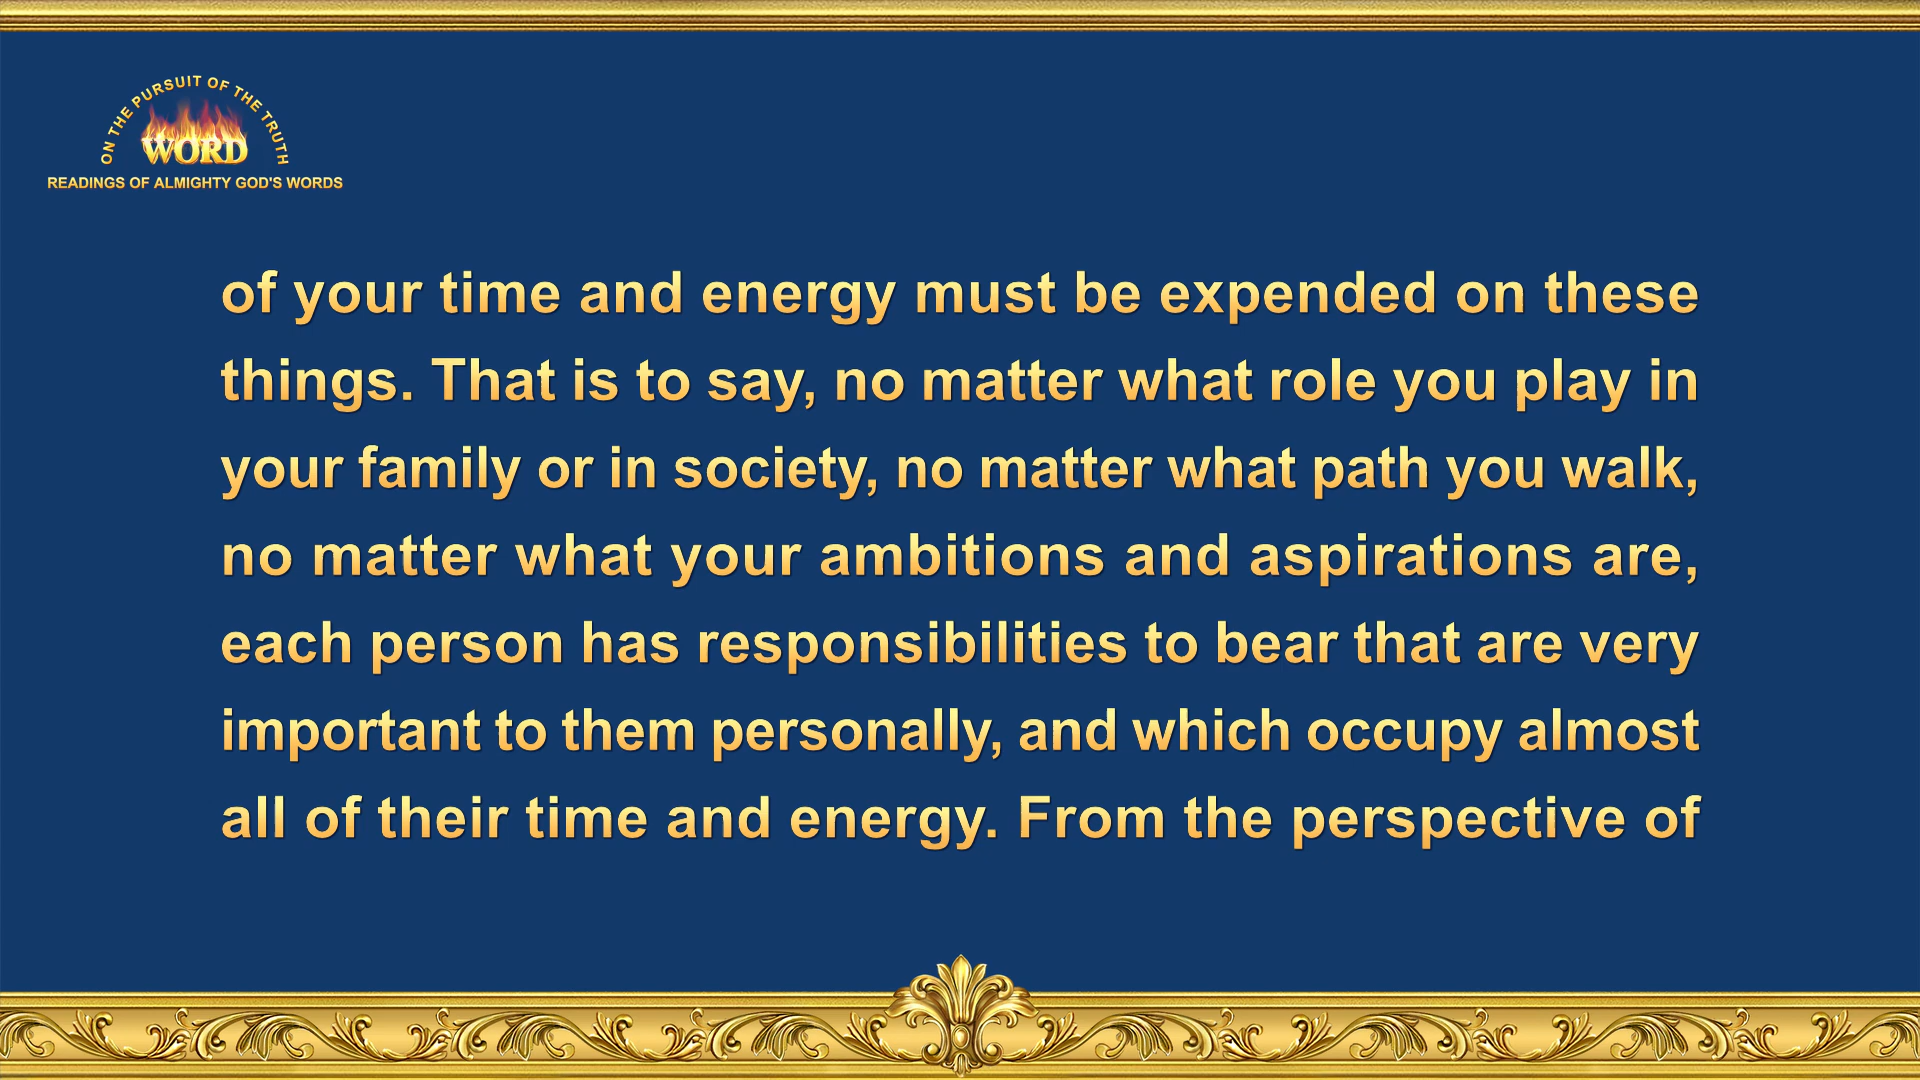 ON THE PURSUIT OF THE TRUTH
WORD
READINGS OF ALMIGHTY GOD'S WORDS
of your time and energy must be expended on these
things. That is to say, no matter what role you play in
your family or in society, no matter what path you walk,
no matter what your ambitions and aspirations are,
each person has responsibilities to bear that are very
important to them personally, and which occupy almost
all of their time and energy. From the perspective of